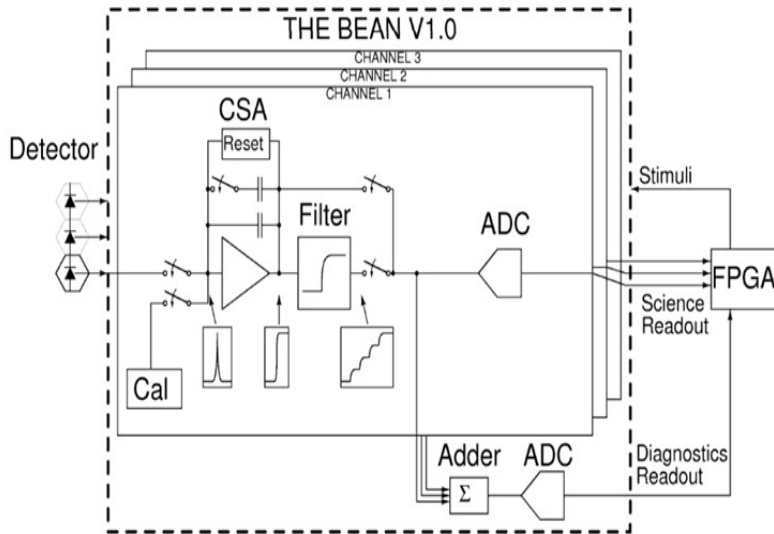 THE BEAN V1.0
CHANNEL 3
CHANNEL 2
CHANNEL 1
CSA
Reset
Detector
Stimuli
Filter
ADC
FPGA
Science
Readout
Cal
Adder
ADC
Diagnostics
Readout
Σ